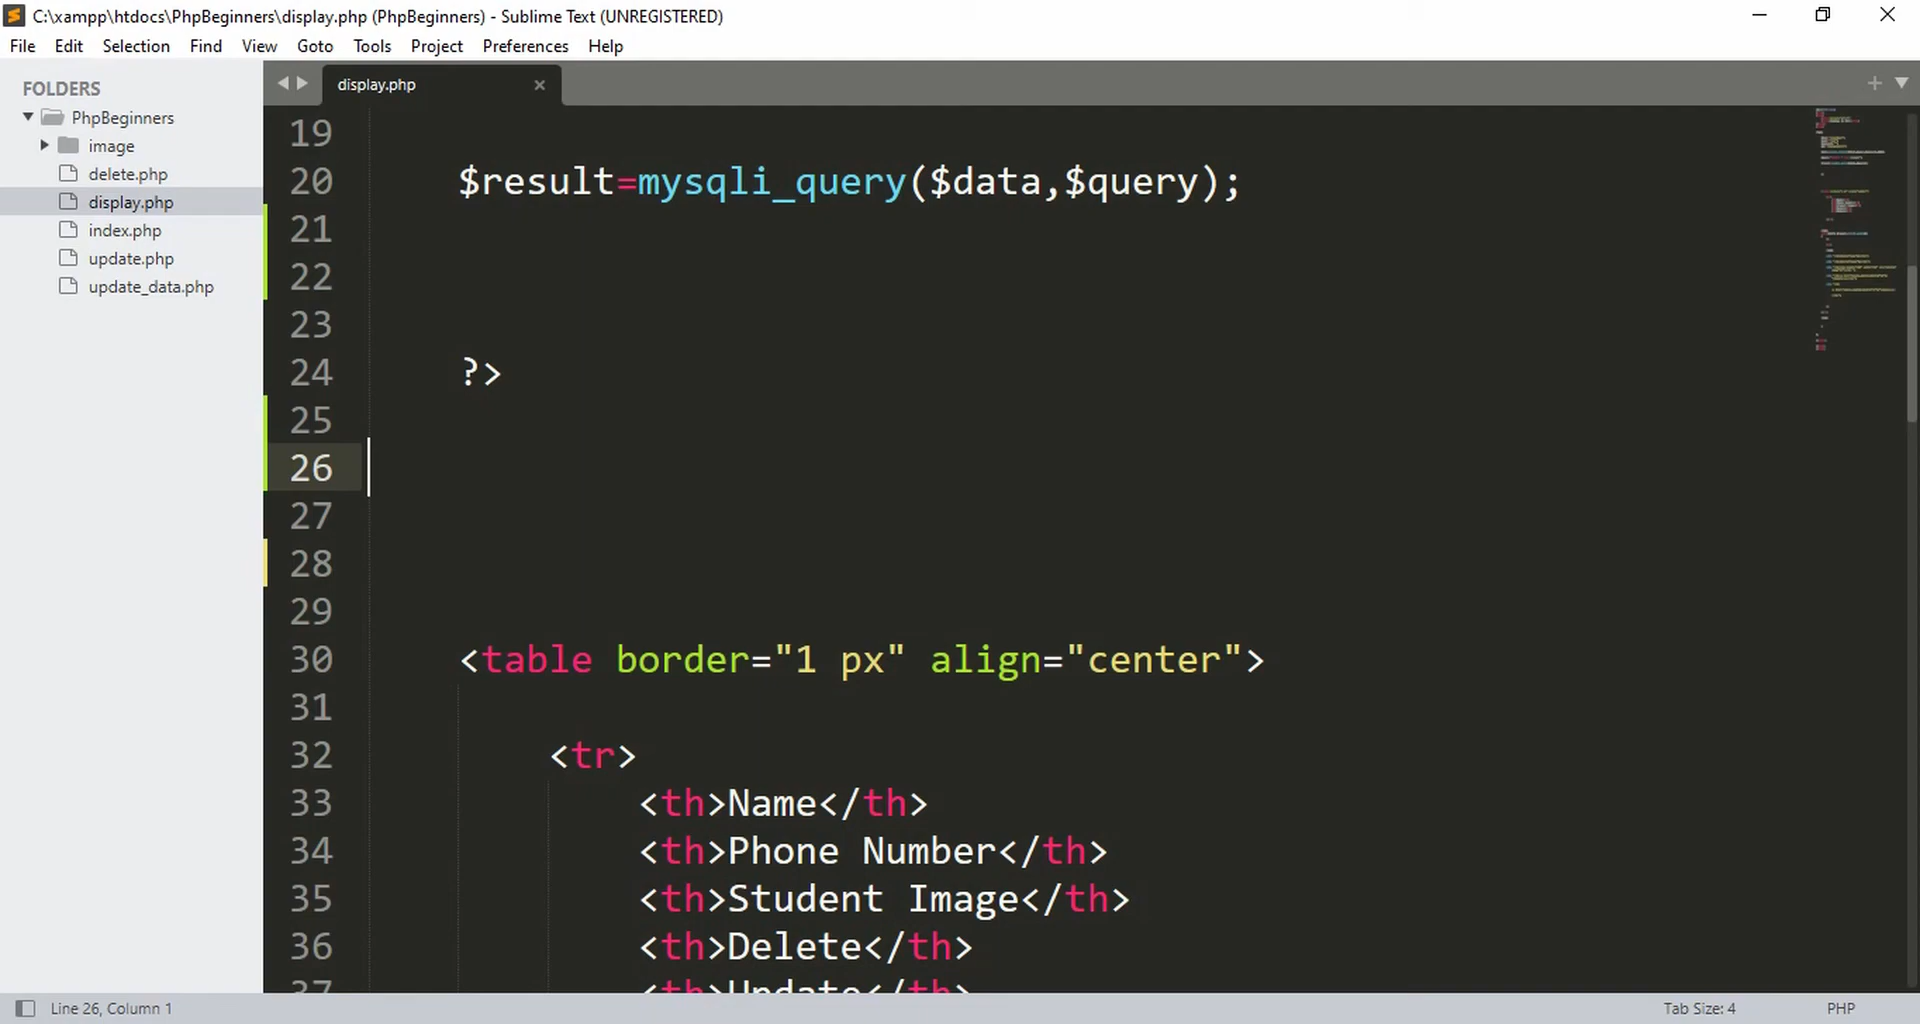 C:\xampp\htdocs\PhpBeginners\display.php (PhpBeginners) - Sublime Text (UNREGISTERED)
File Edit Selection Find View Goto Tools Project Preferences Help
FOLDERS
PhpBeginners
image
delete.php
display.php
index.php
update.php
update_data.php
display.php
19
20 $result=mysqli_query($data,$query);
21
22
23
24 ?>
25
26
27
28
29
30 <table border="1 px" align="center">
31
32 <tr>
33 <th>Name</th>
34 <th>Phone Number</th>
35 <th>Student Image</th>
36 <th>Delete</th>
37 <th>Update</th>
Line 26, Column 1
Tab Size: 4
PHP